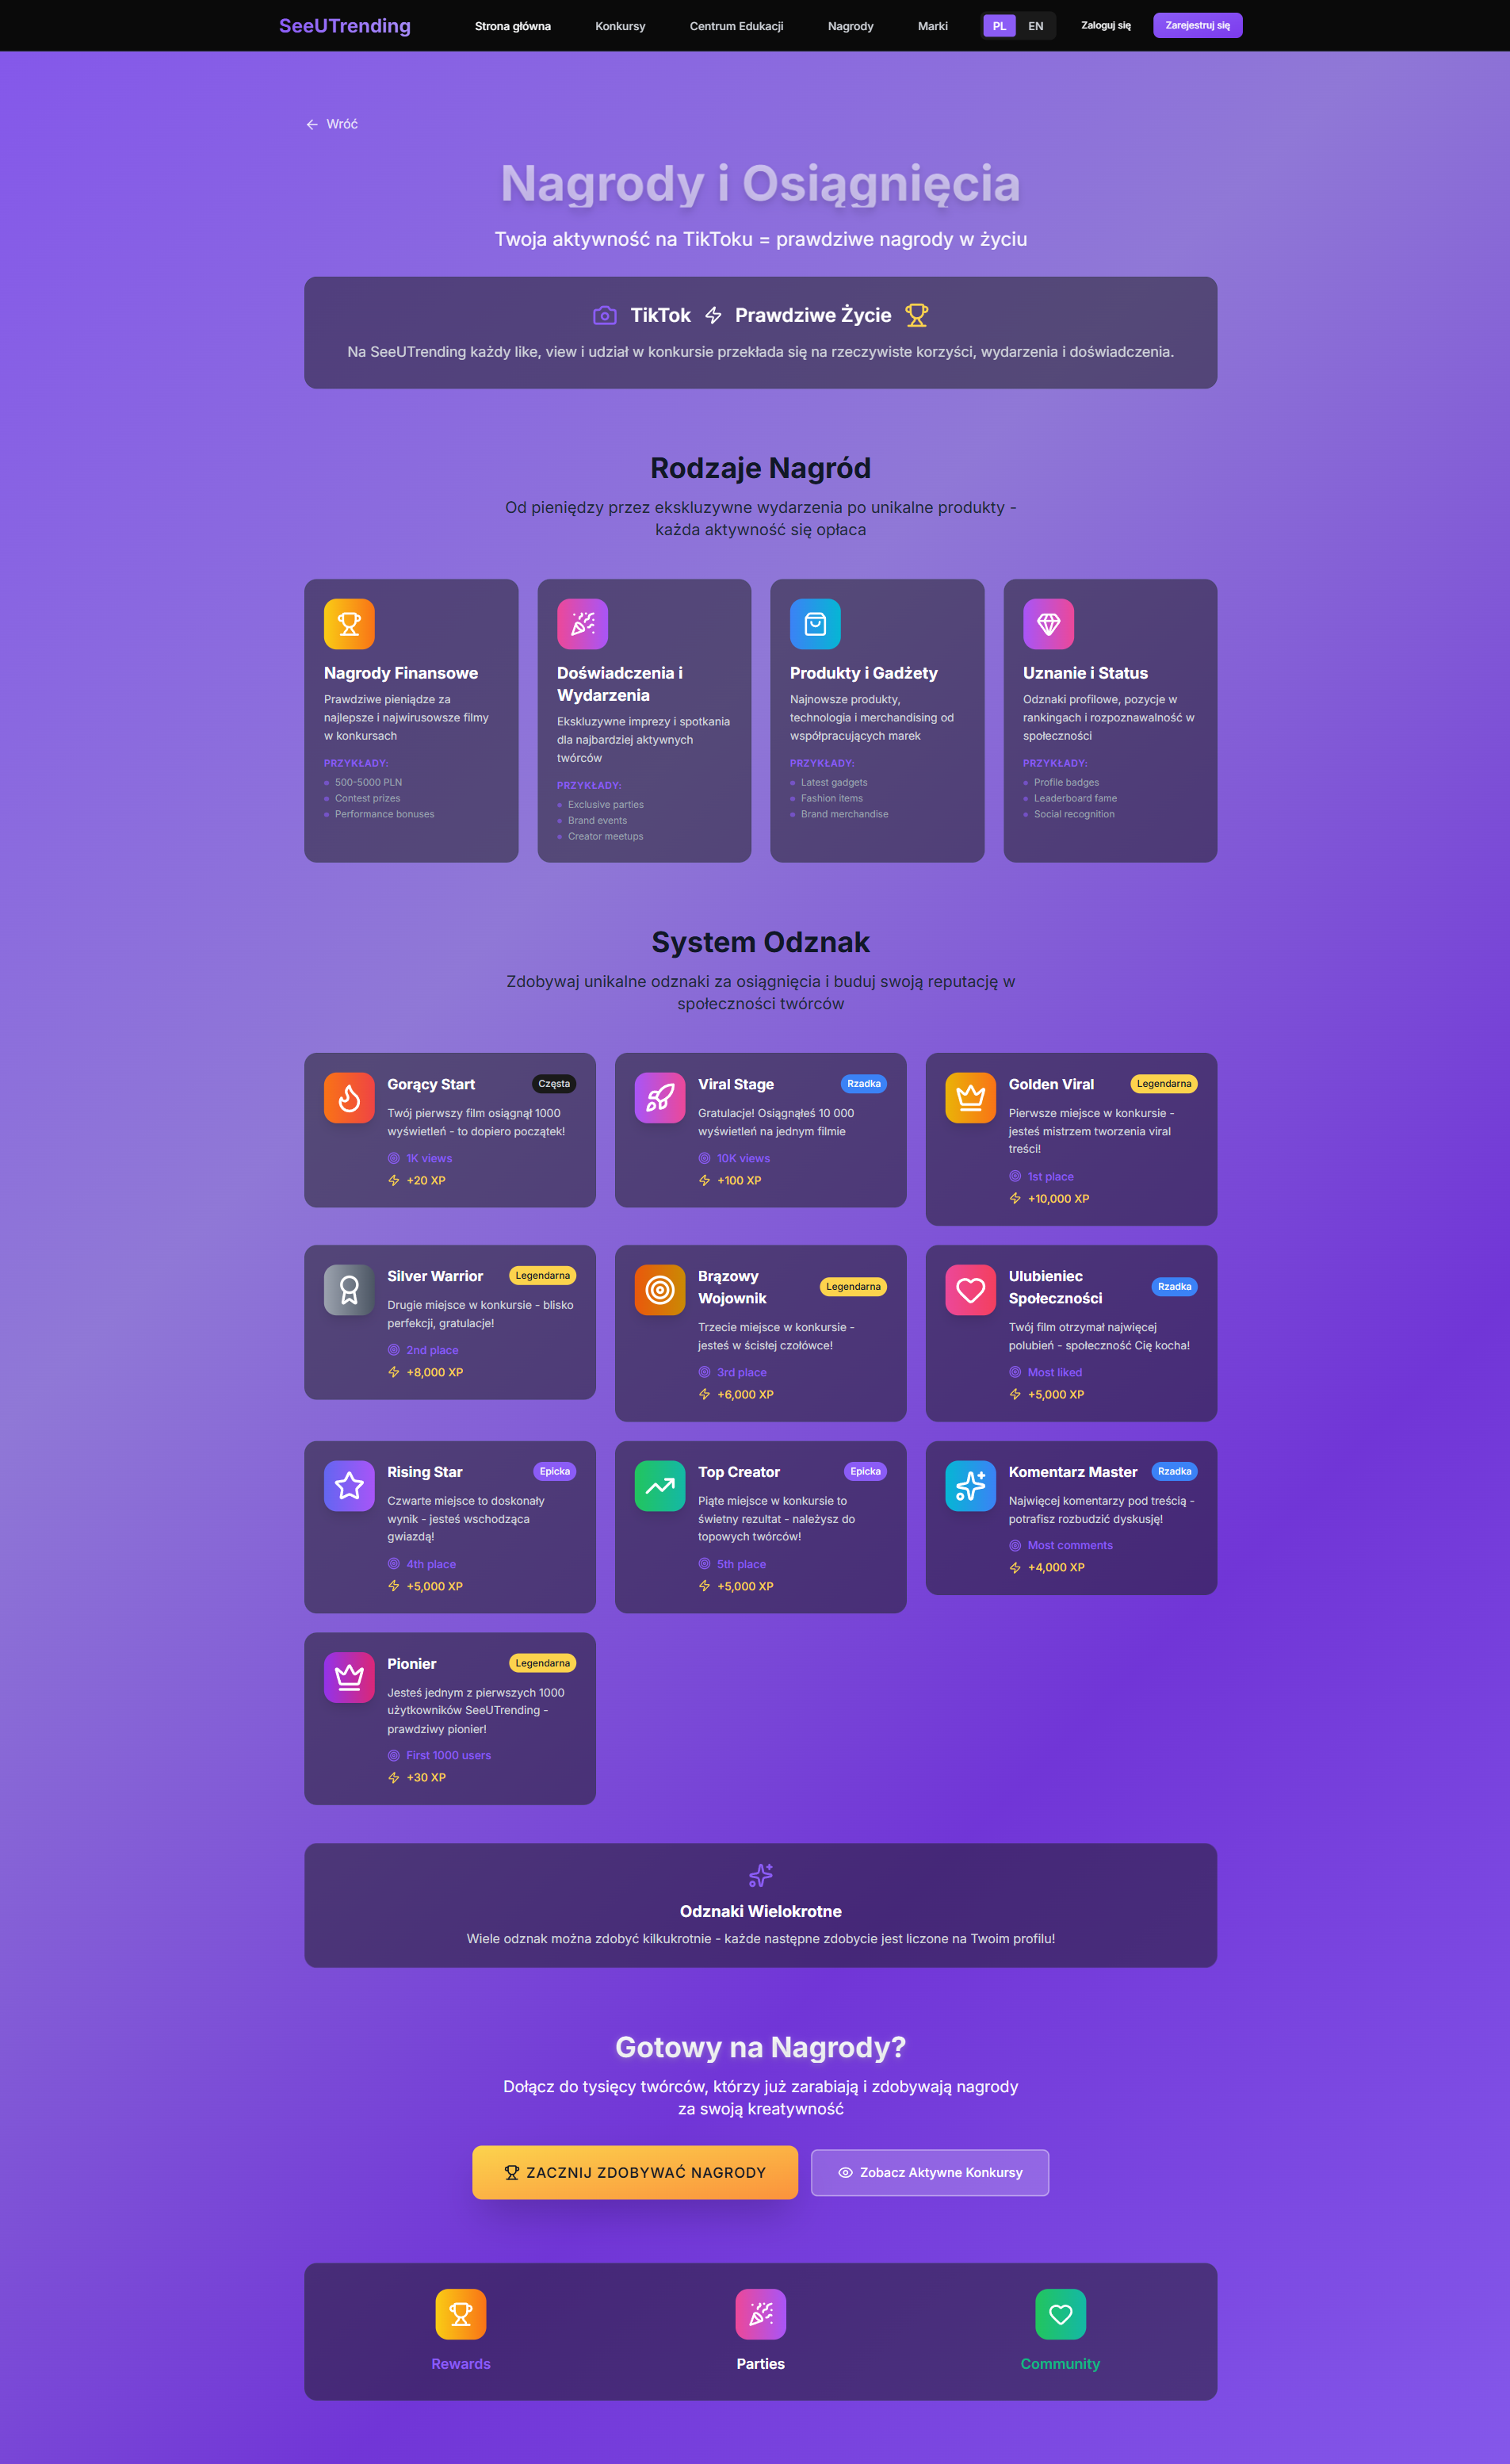 SeeUTrending
Strona główna
Konkursy
Centrum Edukacji
Nagrody
Marki
PL
EN
Zaloguj się
Zarejestruj się
Wróć
Nagrody i Osiągnięcia
Twoja aktywność na TikToku = prawdziwe nagrody w życiu
TikTok
Prawdziwe Życie
Na SeeUTrending każdy like, view i udział w konkursie przekłada się na rzeczywiste korzyści, wydarzenia i doświadczenia.
Rodzaje Nagród
Od pieniędzy przez ekskluzywne wydarzenia po unikalne produkty -
każda aktywność się opłaca
Nagrody Finansowe
Prawdziwe pieniądze za
najlepsze i najwirusowsze filmy
w konkursach
PRZYKŁADY:
500-5000 PLN
Contest prizes
Performance bonuses
Doświadczenia i
Wydarzenia
Ekskluzywne imprezy i spotkania
dla najbardziej aktywnych
twórców
PRZYKŁADY:
Exclusive parties
Brand events
Creator meetups
Produkty i Gadżety
Najnowsze produkty,
technologia i merchandising od
współpracujących marek
PRZYKŁADY:
Latest gadgets
Fashion items
Brand merchandise
Uznanie i Status
Odznaki profilowe, pozycje w
rankingach i rozpoznawalność w
społeczności
PRZYKŁADY:
Profile badges
Leaderboard fame
Social recognition
System Odznak
Zdobywaj unikalne odznaki za osiągnięcia i buduj swoją reputację w
społeczności twórców
Gorący Start
Częsta
Twój pierwszy film osiągnął 1000
wyświetleń - to dopiero początek!
1K views
+20 XP
Viral Stage
Rzadka
Gratulacje! Osiągnąłeś 10 000
wyświetleń na jednym filmie
10K views
+100 XP
Golden Viral
Legendarna
Pierwsze miejsce w konkursie -
jesteś mistrzem tworzenia viral
treści!
1st place
+10,000 XP
Silver Warrior
Legendarna
Drugie miejsce w konkursie - blisko
perfekcji, gratulacje!
2nd place
+8,000 XP
Brązowy
Wojownik
Legendarna
Trzecie miejsce w konkursie -
jesteś w ścisłej czołówce!
3rd place
+6,000 XP
Ulubieniec
Społeczności
Rzadka
Twój film otrzymał najwięcej
polubień - społeczność Cię kocha!
Most liked
+5,000 XP
Rising Star
Epicka
Czwarte miejsce to doskonały
wynik - jesteś wschodząca
gwiazdą!
4th place
+5,000 XP
Top Creator
Epicka
Piąte miejsce w konkursie to
świetny rezultat - należysz do
topowych twórców!
5th place
+5,000 XP
Komentarz Master
Rzadka
Najwięcej komentarzy pod treścią -
potrafisz rozbudzić dyskusję!
Most comments
+4,000 XP
Pionier
Legendarna
Jesteś jednym z pierwszych 1000
użytkowników SeeUTrending -
prawdziwy pionier!
First 1000 users
+30 XP
Odznaki Wielokrotne
Wiele odznak można zdobyć kilkukrotnie - każde następne zdobycie jest liczone na Twoim profilu!
Gotowy na Nagrody?
Dołącz do tysięcy twórców, którzy już zarabiają i zdobywają nagrody
za swoją kreatywność
ZACZNIJ ZDOBYWAĆ NAGRODY
Zobacz Aktywne Konkursy
Rewards
Parties
Community